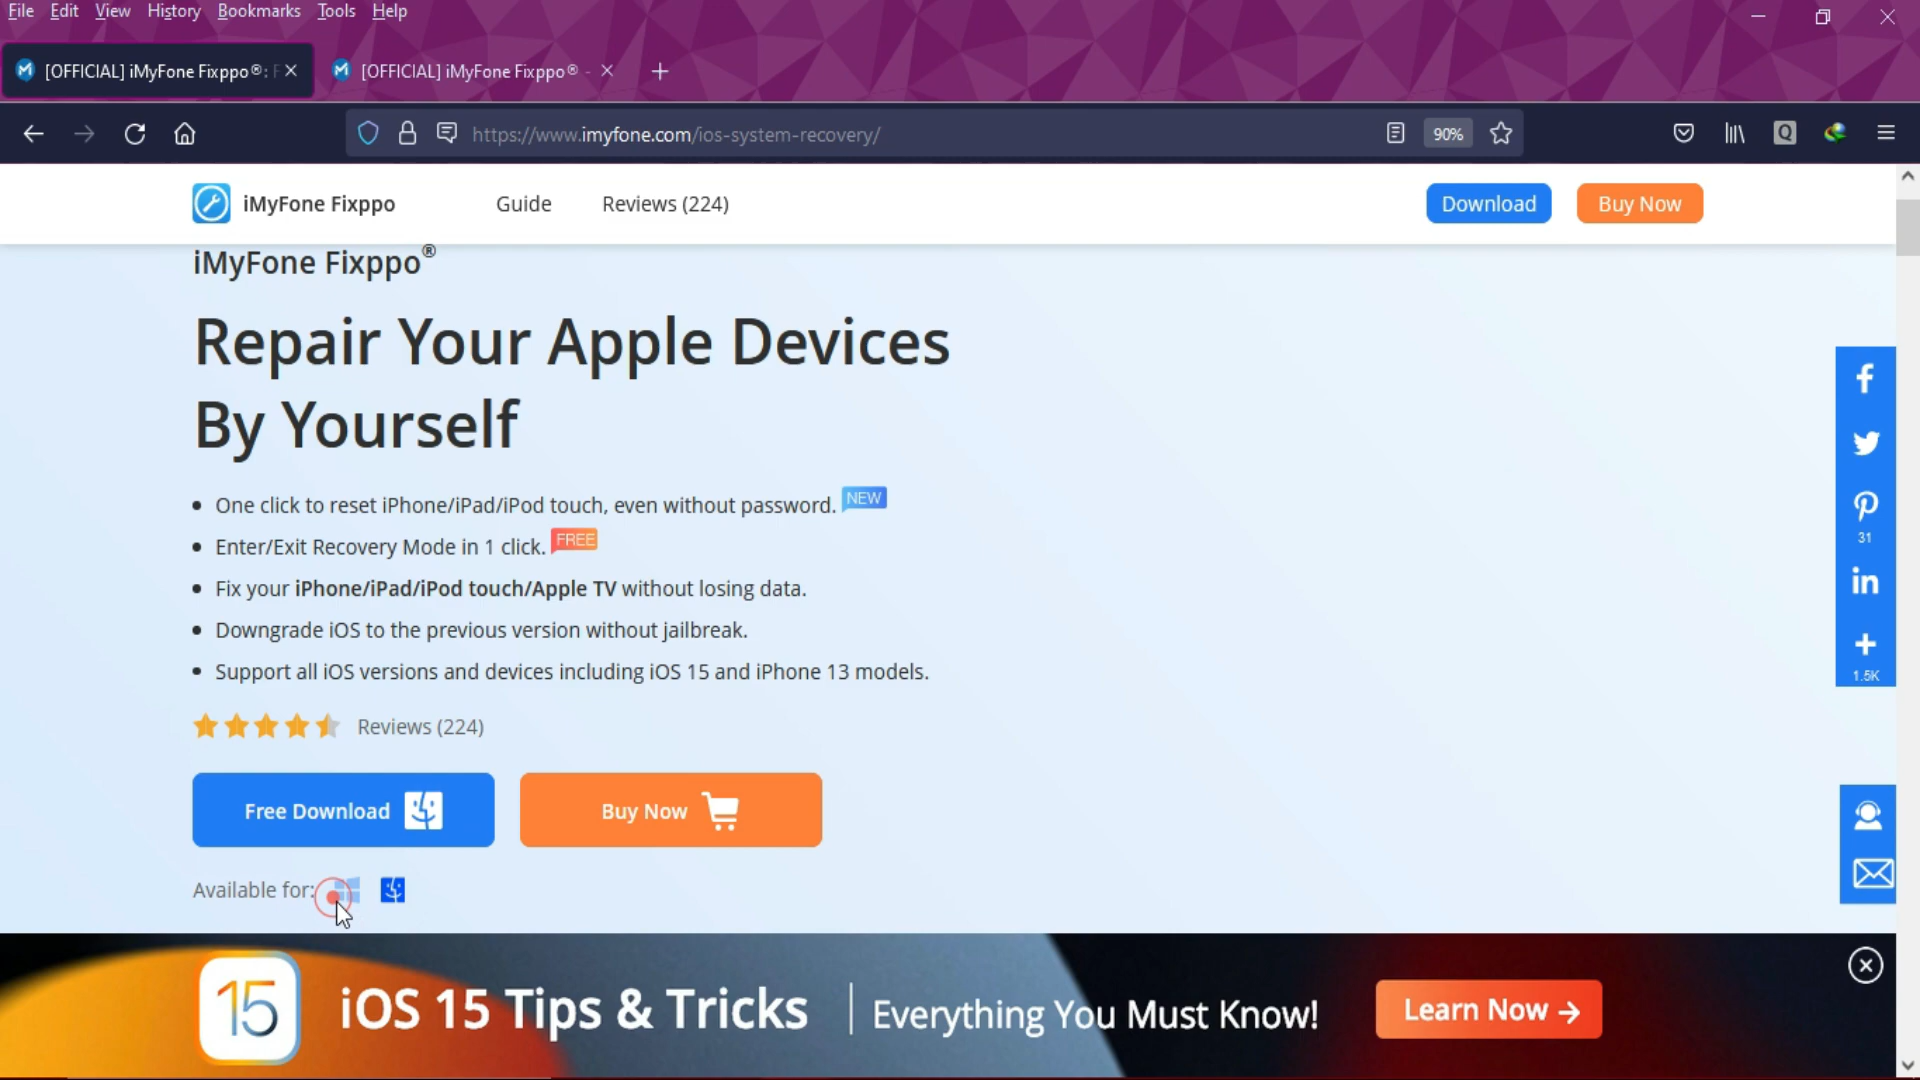 File Edit View History Bookmarks Tools Help
[OFFICIAL] iMyFone Fixppo®: F
[OFFICIAL] iMyFone Fixppo® -
https://www.imyfone.com/ios-system-recovery/
90%
iMyFone Fixppo
Guide
Reviews (224)
Download
Buy Now
iMyFone Fixppo®
Repair Your Apple Devices
By Yourself
One click to reset iPhone/iPad/iPod touch, even without password. NEW
Enter/Exit Recovery Mode in 1 click. FREE
Fix your iPhone/iPad/iPod touch/Apple TV without losing data.
Downgrade iOS to the previous version without jailbreak.
Support all iOS versions and devices including iOS 15 and iPhone 13 models.
Reviews (224)
Free Download
Buy Now
Available for:
31
1.5K
15
iOS 15 Tips & Tricks
Everything You Must Know!
Learn Now →